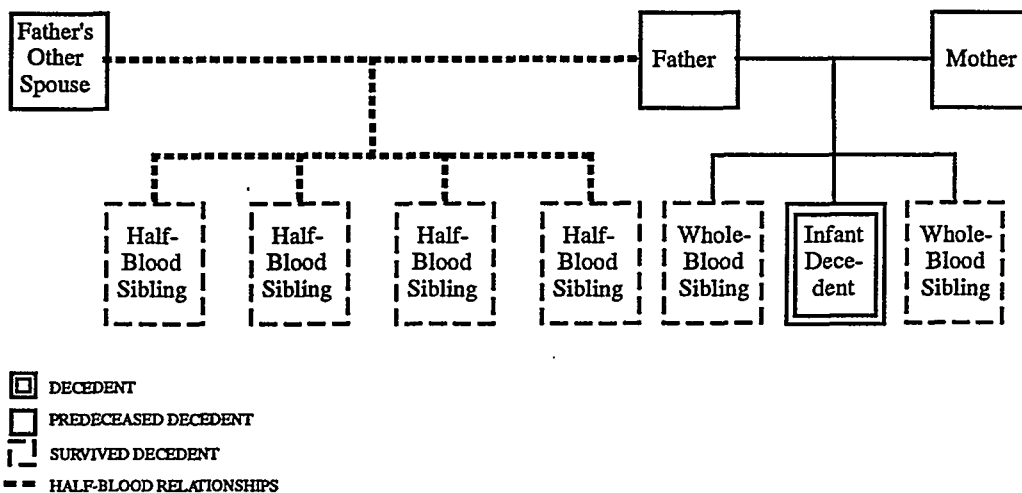 Father's
Other
Spouse
Father
Mother
Half-
Blood
Sibling
Half-
Blood
Sibling
Half-
Blood
Sibling
Half-
Blood
Sibling
Whole-
Blood
Sibling
Infant
Dece-
dent
Whole-
Blood
Sibling
DECEDENT
PREDECEASED DECEDENT
SURVIVED DECEDENT
HALF-BLOOD RELATIONSHIPS